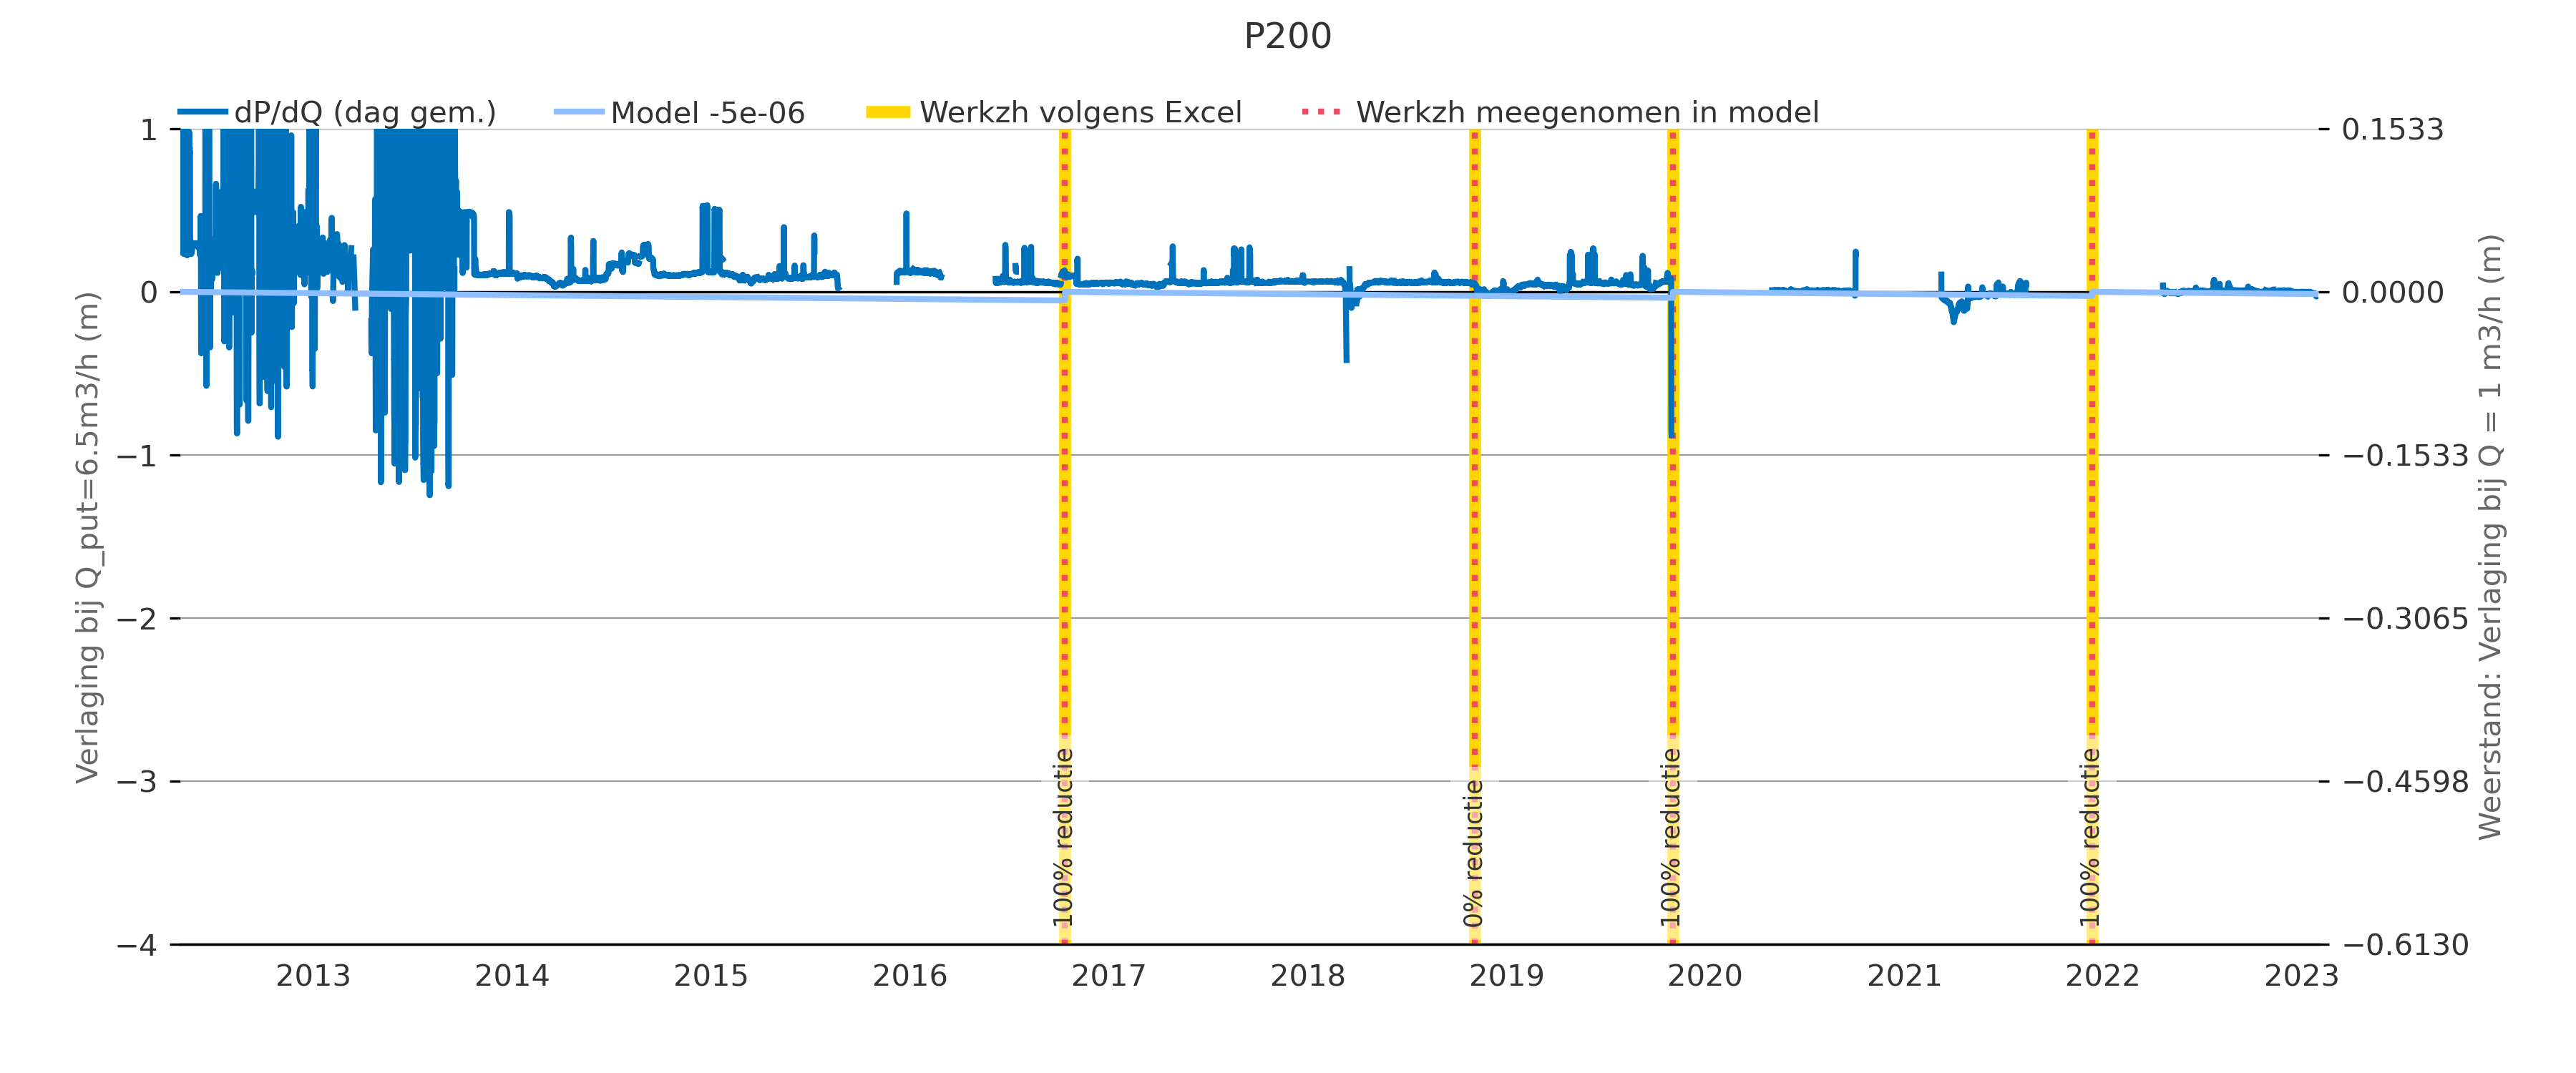 P200
dP/dQ (dag gem.)
Model -5e-06
Werkzh volgens Excel
Werkzh meegenomen in model
1
0
−1
−2
−3
−4
Verlaging bij Q_put=6.5m3/h (m)
0.1533
0.0000
−0.1533
−0.3065
−0.4598
−0.6130
Weerstand: Verlaging bij Q = 1 m3/h (m)
100% reductie
0% reductie
100% reductie
100% reductie
2013 2014 2015 2016 2017 2018 2019 2020 2021 2022 2023